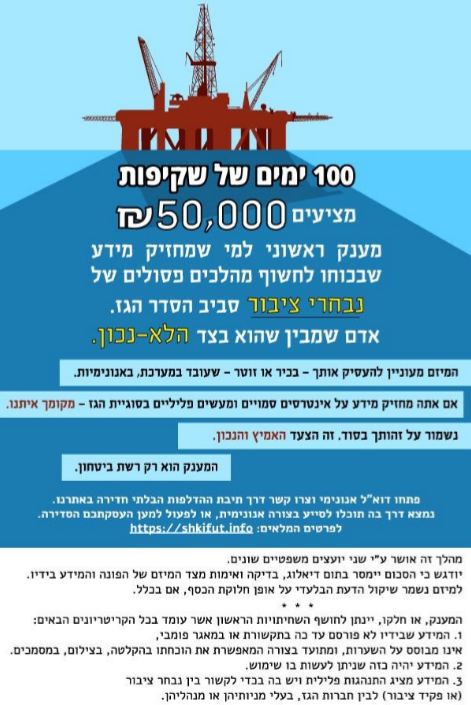 100 ימים של שקיפות
מציעים 50,000₪
מענק ראשוני למי שמחזיק מידע
שבכוחו לחשוף מהלכים פסולים של
נבחרי ציבור סביב הסדר הגז.
אדם שמבין שהוא בצד הלא-נכון.
המיזם מעוניין להעסיק אותך - בכיר או זוטר - שעובד במערכת, באנונימיות.
אם אתה מחזיק מידע על אינטרסים סמויים ומעשים פליליים בסוגיית הגז - מקומך איתנו.
נשמור על זהותך בסוד. זה הצעד האמיץ והנכון.
המענק הוא רק רשת ביטחון.
פתחו דוא"ל אנונימי וצרו קשר דרך תיבת ההדלפות הבלתי חדירה באתרנו.
נמצא דרך בה תוכלו לסייע בצורה אנונימית, או לפעול למען העסקתכם הסדירה.
לפרטים המלאים: https://shkifut.info
מהלך זה אושר ע"י שני יועצים משפטיים שונים.
יודגש כי הסכום יימסר בתום דיאלוג, בדיקה ואימות מצד המיזם של הפונה והמידע בידיו.
למיזם נשמר שיקול הדעת הבלעדי על אופן חלוקת הכסף, אם בכלל.
* * *
המענק, או חלקו, יינתן לחושף השחיתויות הראשון אשר עומד בכל הקריטריונים הבאים:
1. המידע שבידיו לא פורסם עד כה בתקשורת או במאגר פומבי,
אינו מבוסס על השערות, ומתועד בצורה המאפשרת את הוכחתו בהקלטה, בצילום, במסמכים.
2. המידע יהיה כזה שניתן לעשות בו שימוש.
3. המידע מציג התנהגות פלילית ויש בה בכדי לקשור בין נבחר ציבור
(או פקיד ציבור) לבין חברות הגז, בעלי מניותיהן או מנהליהן.